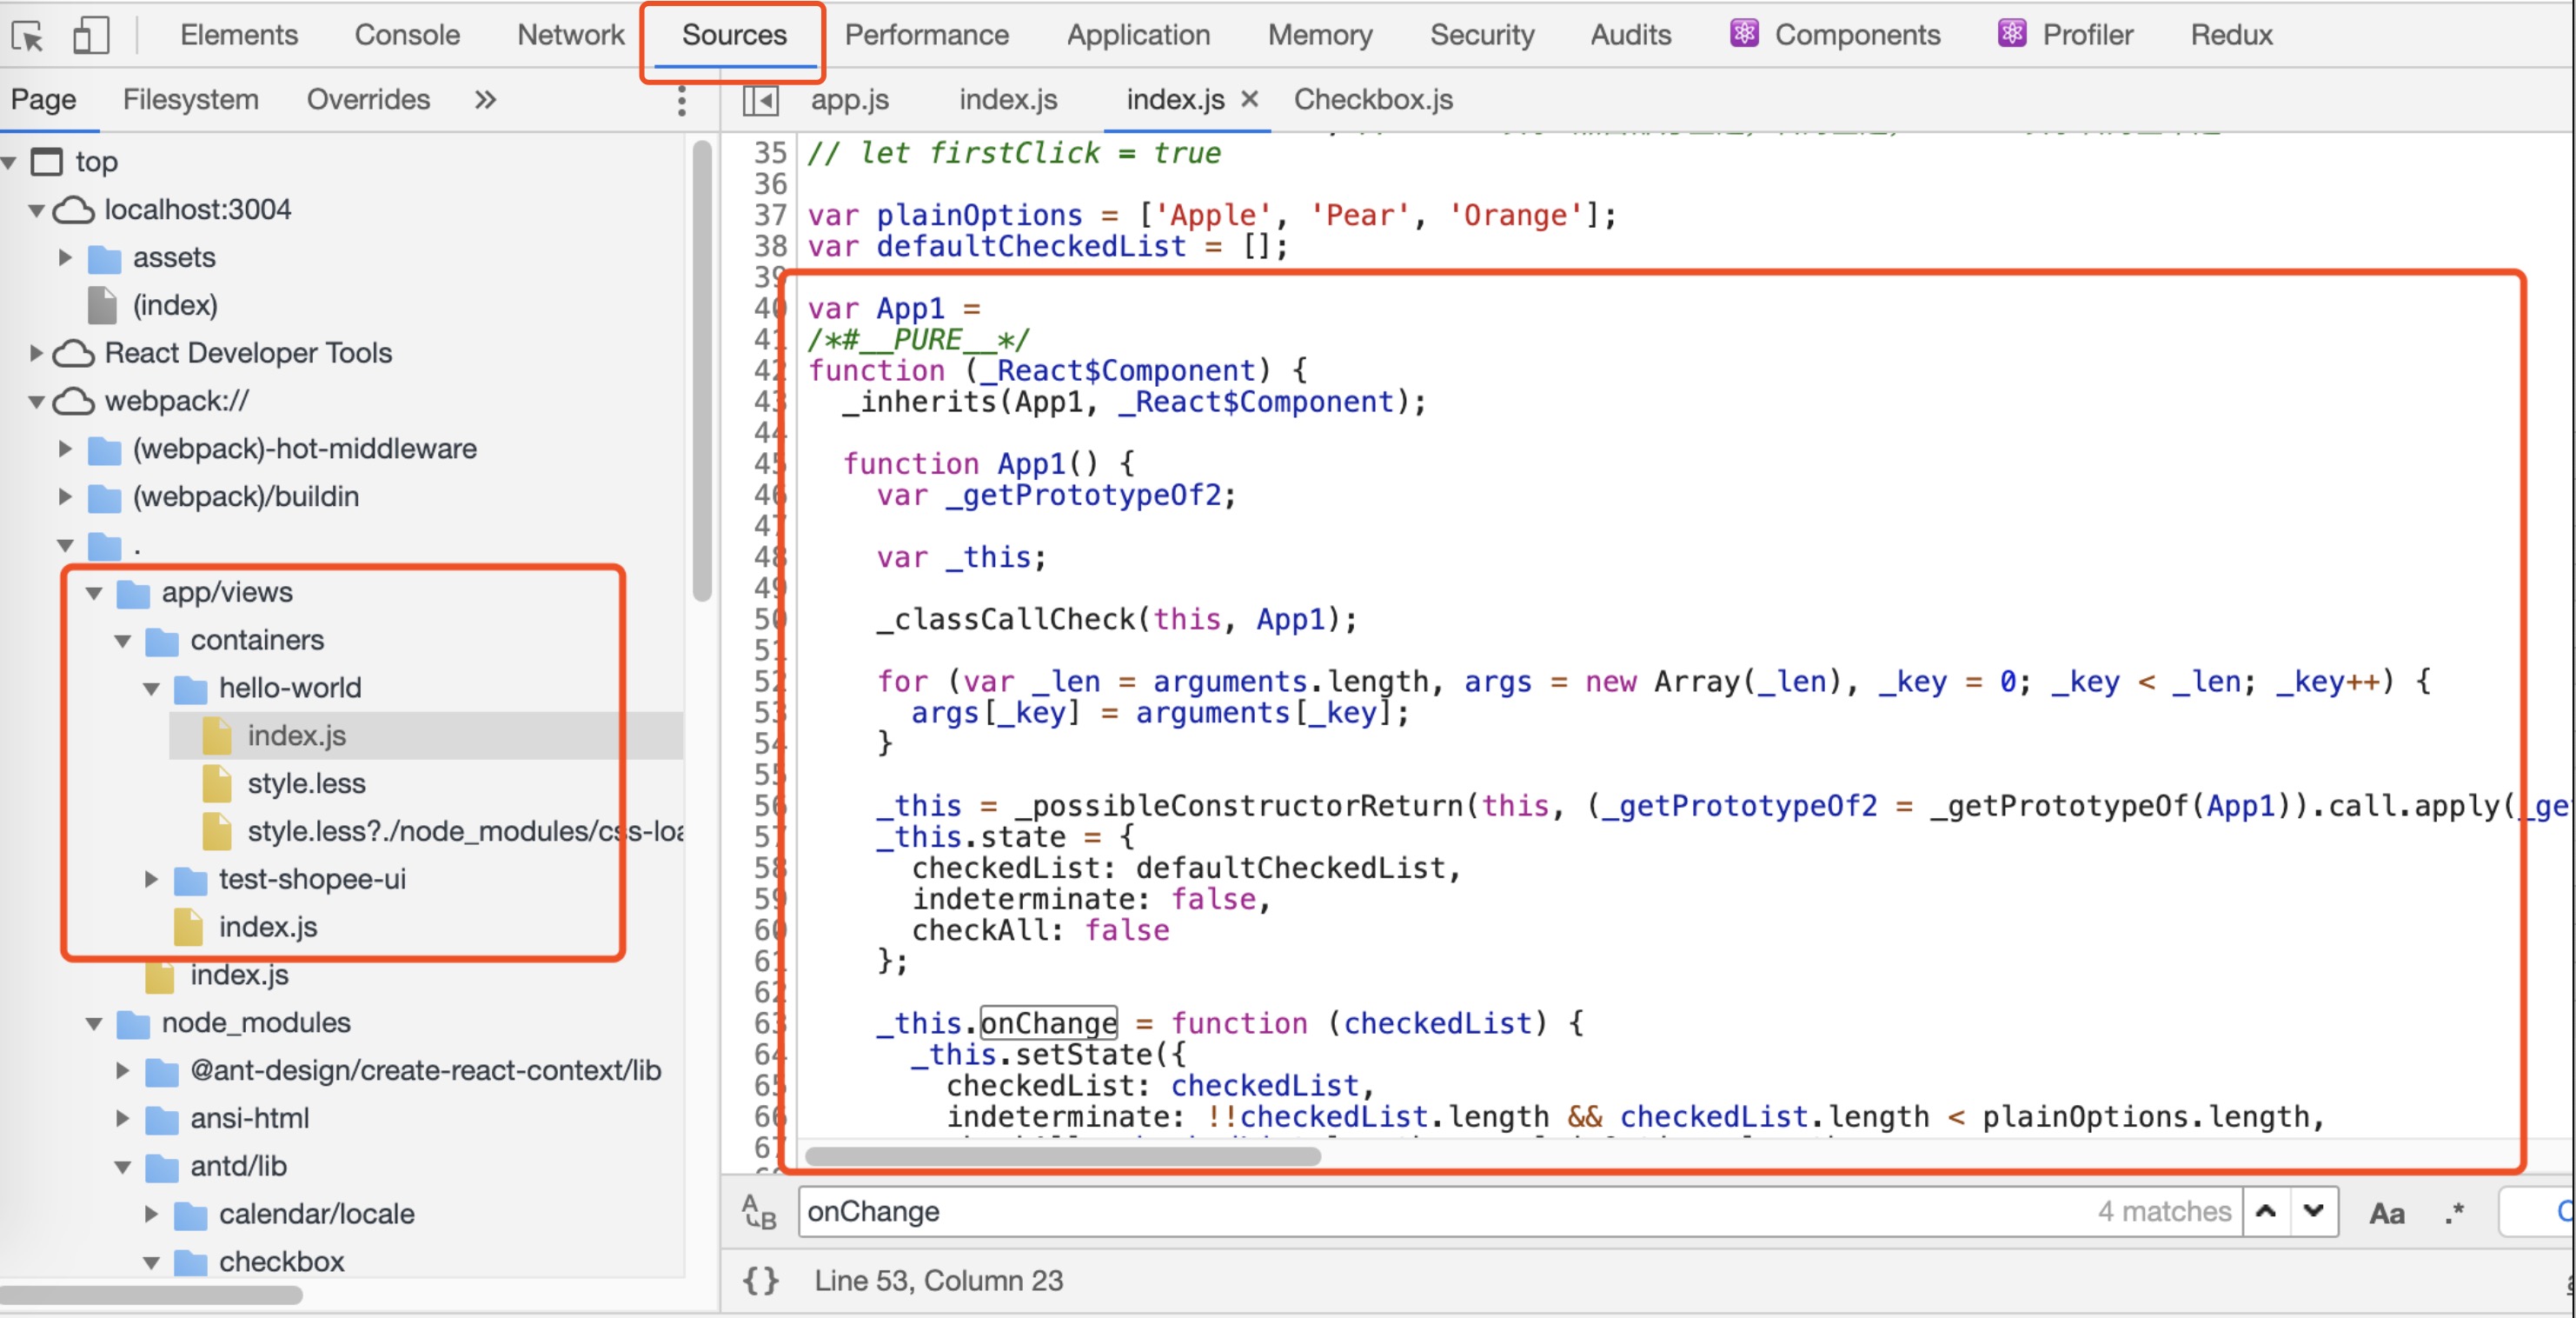 Elements Console Network Sources Performance Application Memory Security Audits Components Profiler Redux
Page Filesystem Overrides »
app.js index.js index.js × Checkbox.js
top
localhost:3004
assets
(index)
React Developer Tools
webpack://
(webpack)-hot-middleware
(webpack)/buildin
.
app/views
containers
hello-world
index.js
style.less
style.less?./node_modules/css-loa
test-shopee-ui
index.js
index.js
node_modules
@ant-design/create-react-context/lib
ansi-html
antd/lib
calendar/locale
checkbox
35 // let firstClick = true
36
37 var plainOptions = ['Apple', 'Pear', 'Orange'];
38 var defaultCheckedList = [];
39
40 var App1 =
41 /*#__PURE__*/
42 function (_React$Component) {
43 _inherits(App1, _React$Component);
44
45 function App1() {
46 var _getPrototypeOf2;
47
48 var _this;
49
50 _classCallCheck(this, App1);
51
52 for (var _len = arguments.length, args = new Array(_len), _key = 0; _key < _len; _key++) {
53 args[_key] = arguments[_key];
54 }
55
56 _this = _possibleConstructorReturn(this, (_getPrototypeOf2 = _getPrototypeOf(App1)).call.apply(_ge
57 _this.state = {
58 checkedList: defaultCheckedList,
59 indeterminate: false,
60 checkAll: false
61 };
62
63 _this.onChange = function (checkedList) {
64 _this.setState({
65 checkedList: checkedList,
66 indeterminate: !!checkedList.length && checkedList.length < plainOptions.length,
67
onChange 4 matches Aa .*
{} Line 53, Column 23